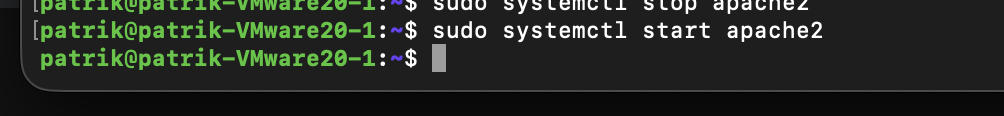 patrik@patrik-VMware20-1:~$ sudo systemctl stop apache2
[patrik@patrik-VMware20-1:~$ sudo systemctl start apache2
patrik@patrik-VMware20-1:~$